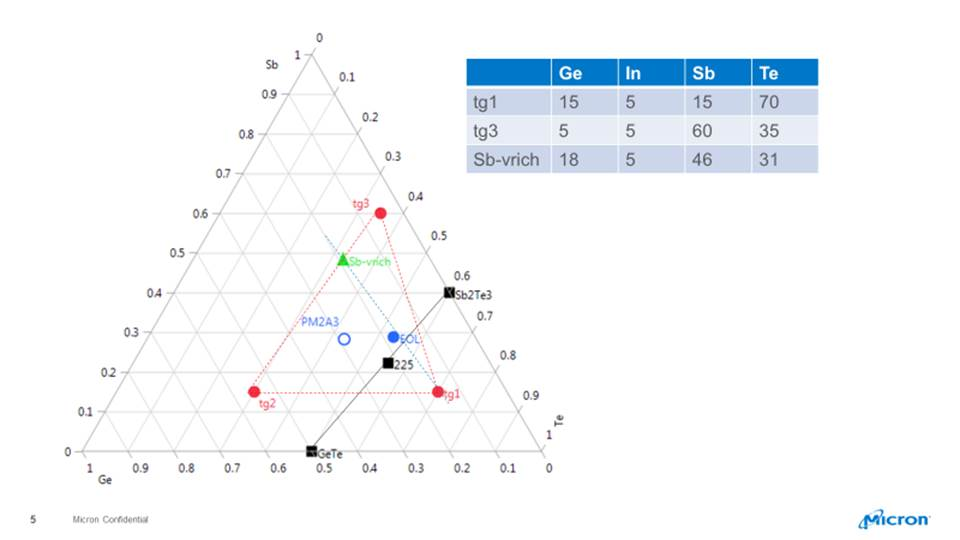 0
Sb
1
0.1
0.9
0.2
0.8
0.3
0.7
0.4
tg3
0.6
0.5
0.5
Sb-vrich
0.6
0.4
Sb2Te3
0.7
PM2A3
0.3
EOL
0.8
225
0.2
tg1
0.9
tg2
0.1
Te
1
0
GeTe
1 0.9 0.8 0.7 0.6 0.5 0.4 0.3 0.2 0.1 0
Ge
Ge In Sb Te
tg1 15 5 15 70
tg3 5 5 60 35
Sb-vrich 18 5 46 31
5 Micron Confidential
Micron